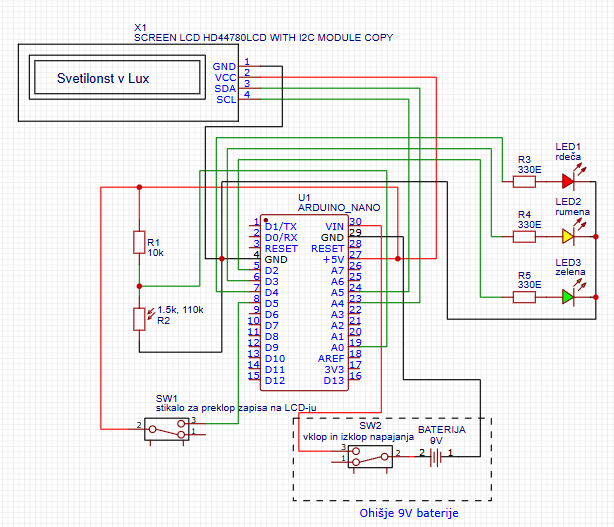 X1
SCREEN LCD HD44780LCD WITH I2C MODULE COPY
Svetilonst v Lux
GND 1
VCC 2
SDA 3
SCL 4
R3
330E
LED1
rdeča
R4
330E
LED2
rumena
R5
330E
LED3
zelena
R1
10k
1.5k, 110k
R2
U1
ARDUINO_NANO
1 D1/TX VIN 30
2 D0/RX GND 29
3 RESET RESET 28
4 GND +5V 27
5 D2 A7 26
6 D3 A6 25
7 D4 A5 24
8 D5 A4 23
9 D6 A3 22
10 D7 A2 21
11 D8 A1 20
12 D9 A0 19
13 D10 AREF 18
14 D11 3V3 17
15 D12 D13 16
SW1
stikalo za preklop zapisa na LCD-ju
2 3
1
SW2
vklop in izklop napajanja
3
1 2
BATERIJA
9V
2 1
Ohišje 9V baterije